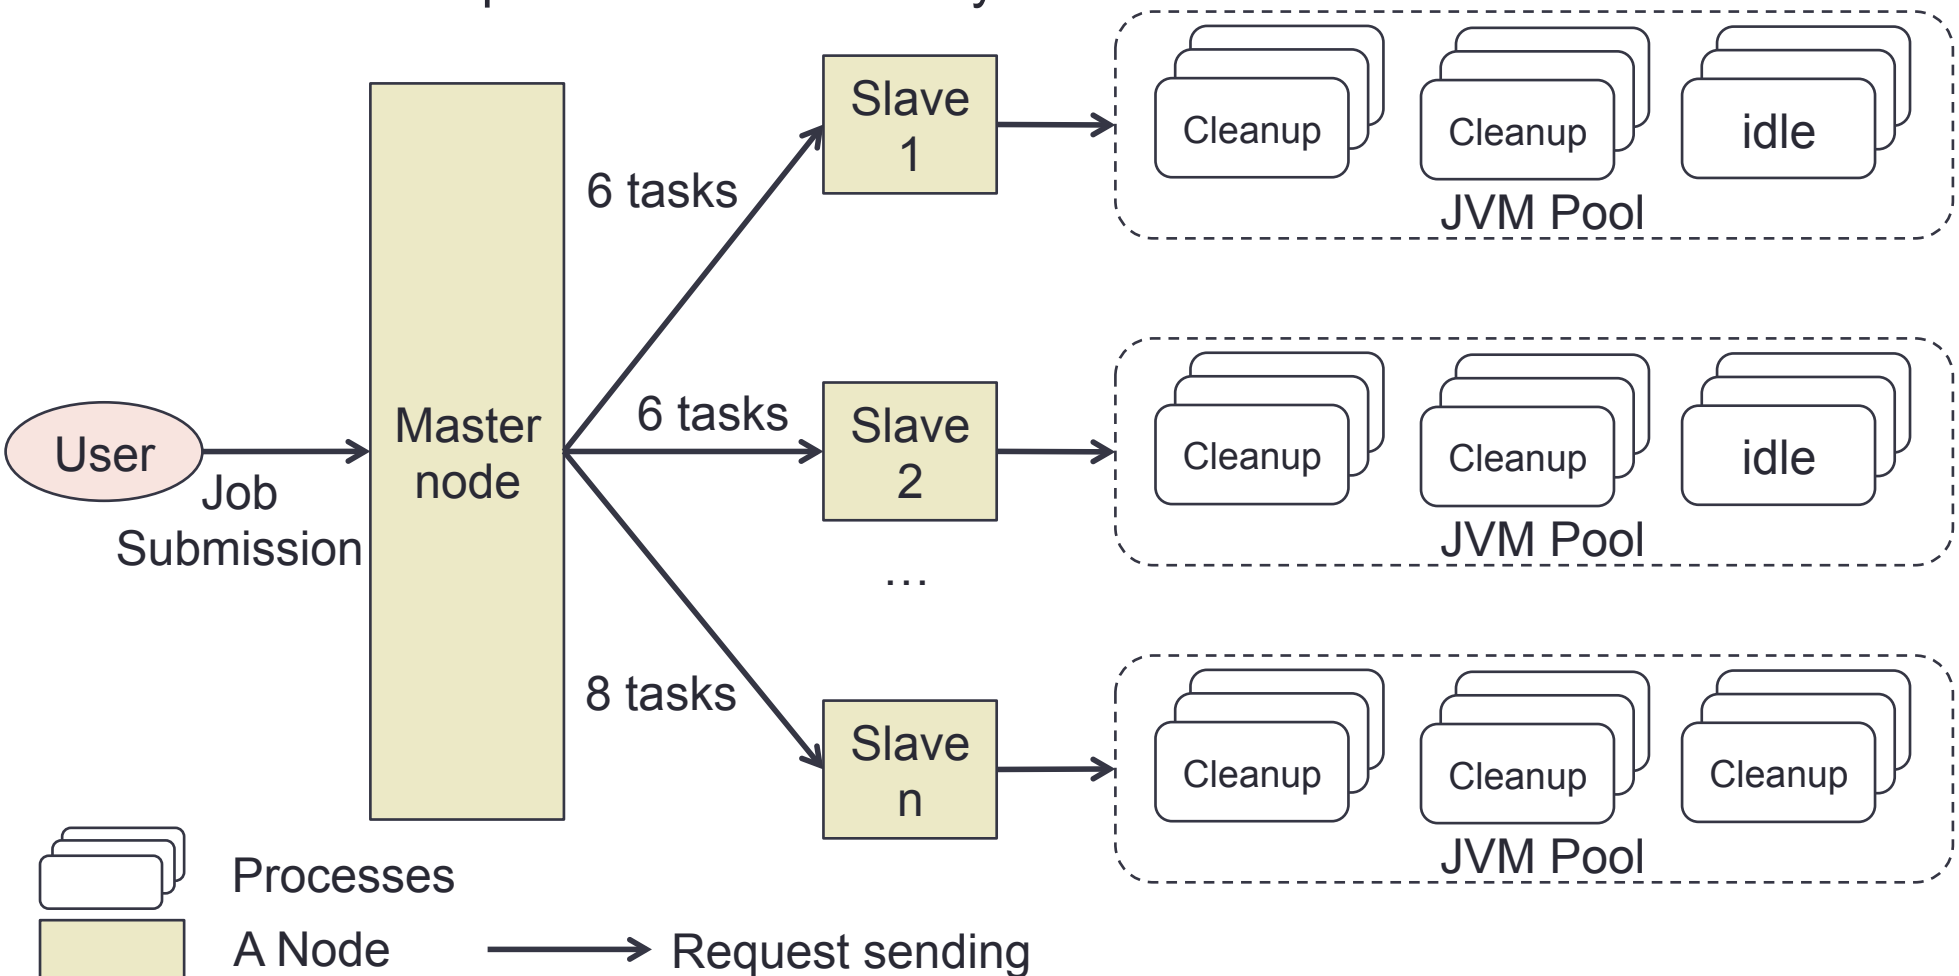 6 tasks
Slave
1
Cleanup
Cleanup
idle
JVM Pool
User
Job
Submission
Master
node
6 tasks
Slave
2
Cleanup
Cleanup
idle
JVM Pool
...
8 tasks
Slave
n
Cleanup
Cleanup
Cleanup
JVM Pool
Processes
A Node
Request sending